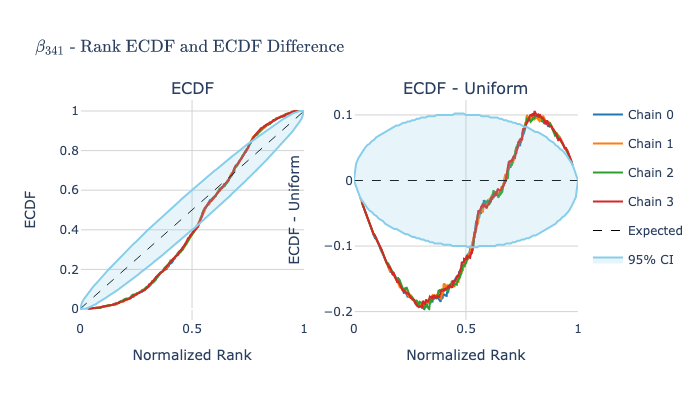 β₃₄₁ - Rank ECDF and ECDF Difference
ECDF
ECDF - Uniform
1
0.8
0.6
0.4
0.2
0
ECDF
0
0.5
1
Normalized Rank
0.1
0
−0.1
−0.2
ECDF - Uniform
0
0.5
1
Normalized Rank
Chain 0
Chain 1
Chain 2
Chain 3
Expected
95% CI